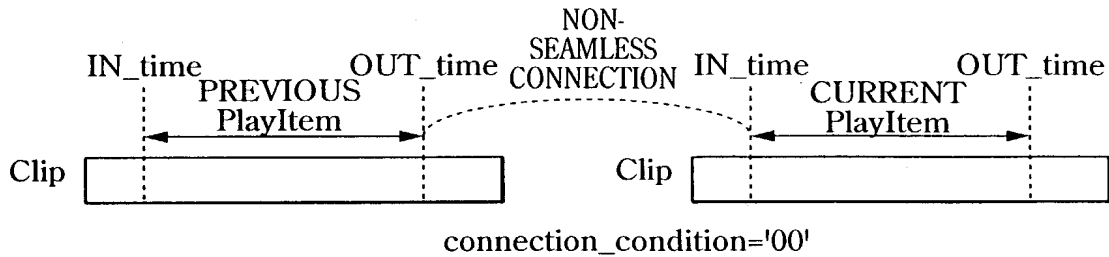 NON-
SEAMLESS
CONNECTION
IN_time OUT_time IN_time OUT_time
PREVIOUS
PlayItem
CURRENT
PlayItem
Clip Clip
connection_condition='00'